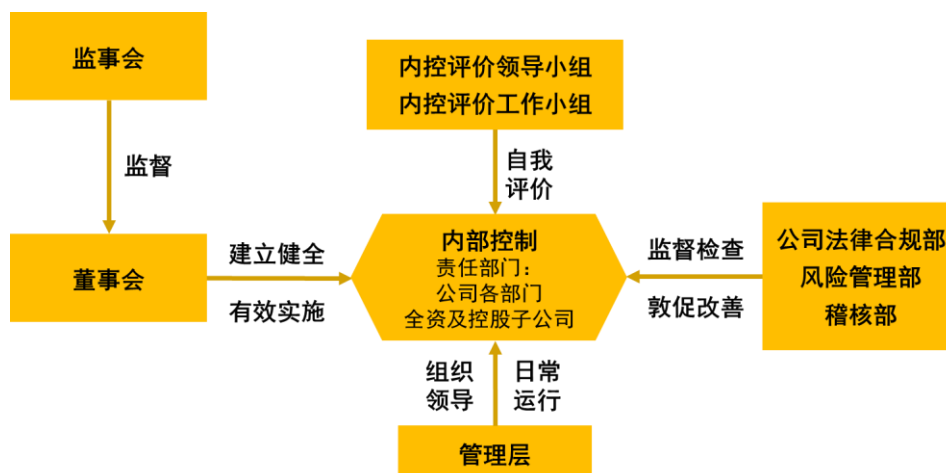 监事会
内控评价领导小组
内控评价工作小组
监督
自我
评价
董事会
建立健全
有效实施
内部控制
责任部门：
公司各部门
全资及控股子公司
监督检查
敦促改善
公司法律合规部
风险管理部
稽核部
组织
领导
日常
运行
管理层